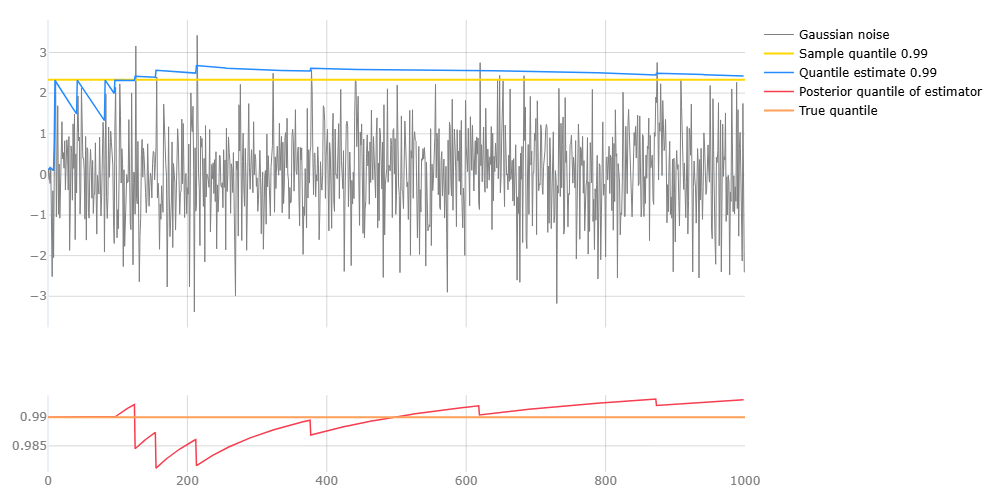 3
2
1
0
−1
−2
−3
Gaussian noise
Sample quantile 0.99
Quantile estimate 0.99
Posterior quantile of estimator
True quantile
0.99
0.985
0 200 400 600 800 1000